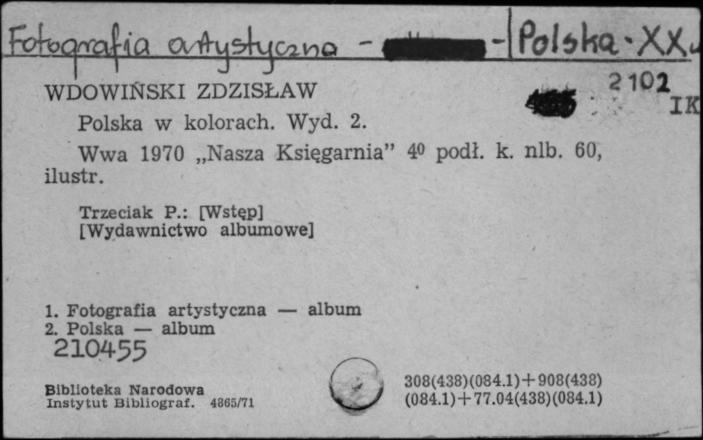 Fotografia artystyczna - - Polska · XX w
2102
IK
WDOWIŃSKI ZDZISŁAW
Polska w kolorach. Wyd. 2.
Wwa 1970 „Nasza Księgarnia” 4⁰ podł. k. nlb. 60,
ilustr.
Trzeciak P.: [Wstęp]
[Wydawnictwo albumowe]
1. Fotografia artystyczna — album
2. Polska — album
210455
Biblioteka Narodowa
Instytut Bibliograf. 4865/71
308(438)(084.1)+908(438)
(084.1)+77.04(438)(084.1)